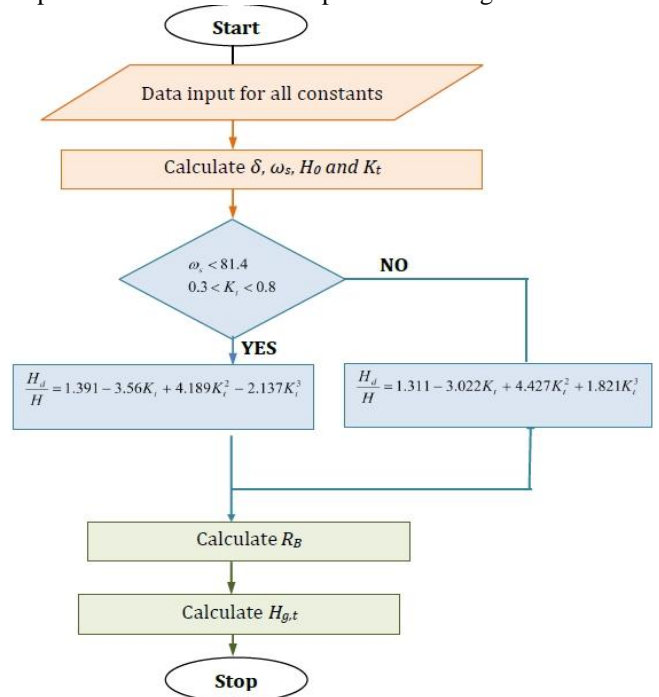 Start
Data input for all constants
Calculate δ, ωs, H0 and Kt
ωs < 81.4
0.3 < Kt < 0.8
NO
YES
Hd/H = 1.391 − 3.56Kt + 4.189Kt² − 2.137Kt³
Hd/H = 1.311 − 3.022Kt + 4.427Kt² + 1.821Kt³
Calculate RB
Calculate Hg,t
Stop